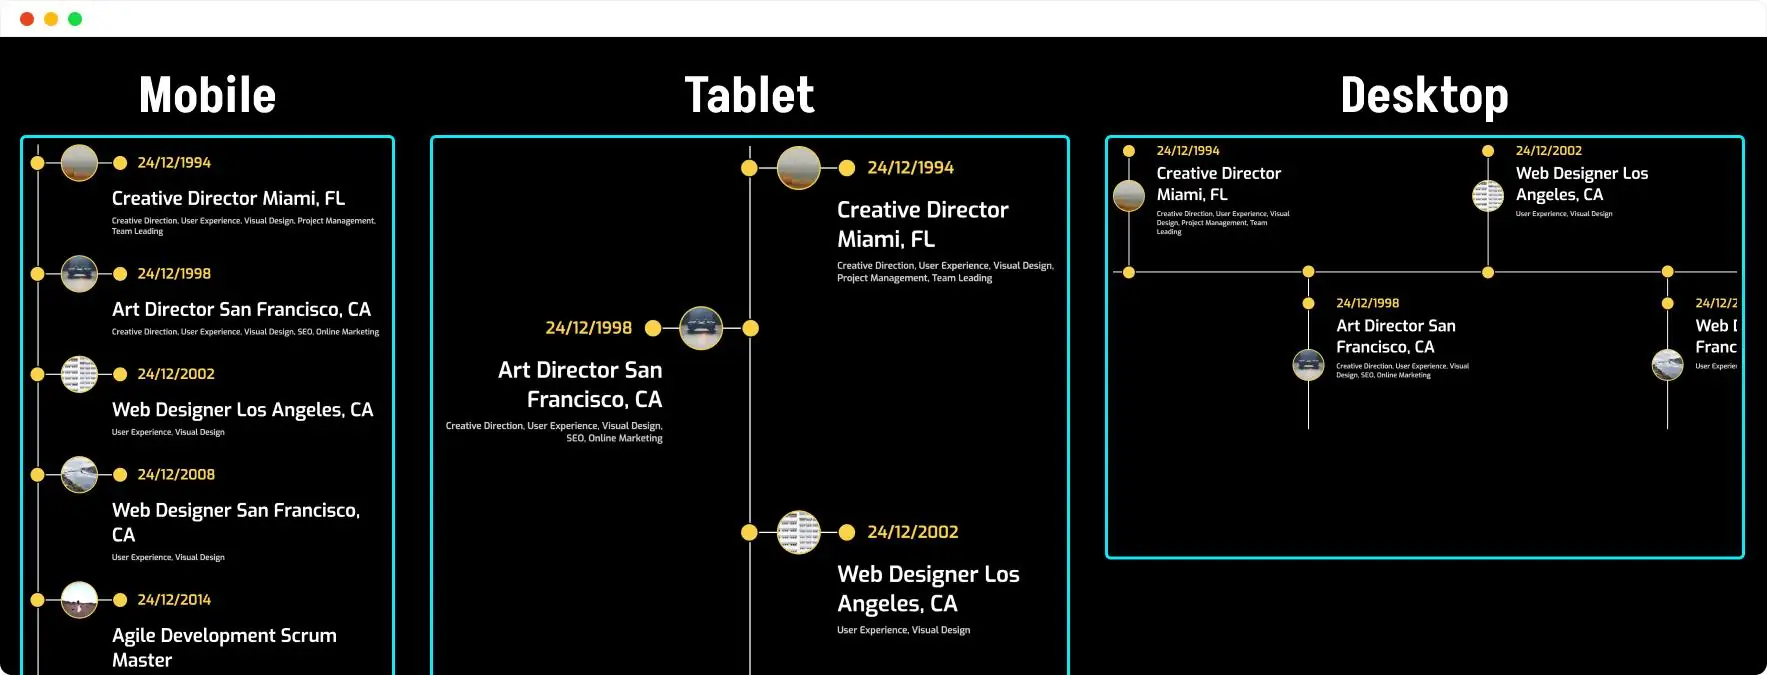 Mobile
24/12/1994
Creative Director Miami, FL
Creative Direction, User Experience, Visual Design, Project Management,
Team Leading
24/12/1998
Art Director San Francisco, CA
Creative Direction, User Experience, Visual Design, SEO, Online Marketing
24/12/2002
Web Designer Los Angeles, CA
User Experience, Visual Design
24/12/2008
Web Designer San Francisco,
CA
User Experience, Visual Design
24/12/2014
Agile Development Scrum
Master
Tablet
24/12/1994
Creative Director
Miami, FL
Creative Direction, User Experience, Visual Design,
Project Management, Team Leading
24/12/1998
Art Director San
Francisco, CA
Creative Direction, User Experience, Visual Design,
SEO, Online Marketing
24/12/2002
Web Designer Los
Angeles, CA
User Experience, Visual Design
Desktop
24/12/1994
Creative Director
Miami, FL
Creative Direction, User Experience, Visual
Design, Project Management, Team
Leading
24/12/2002
Web Designer Los
Angeles, CA
User Experience, Visual Design
24/12/1998
Art Director San
Francisco, CA
Creative Direction, User Experience, Visual
Design, SEO, Online Marketing
24/12/2
Web
Franc
User